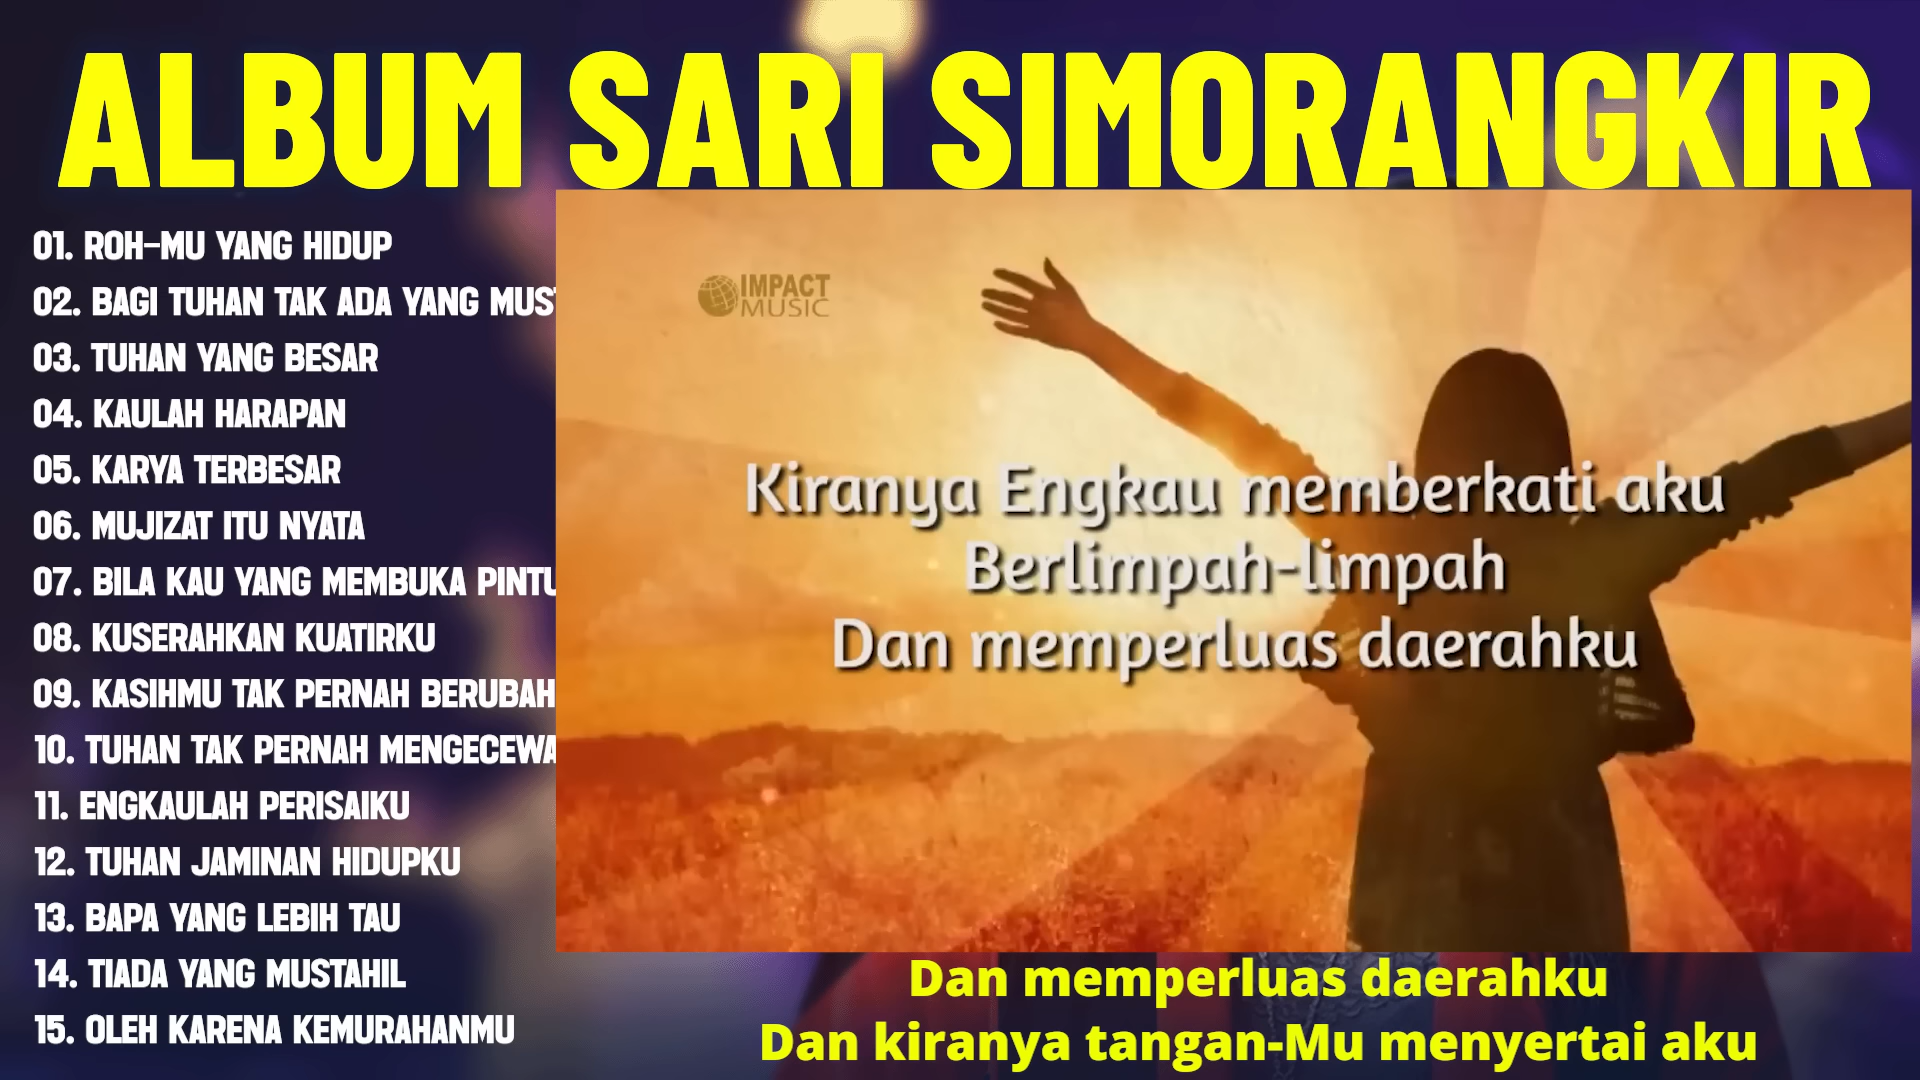 ALBUM SARI SIMORANGKIR
01. ROH-MU YANG HIDUP
02. BAGI TUHAN TAK ADA YANG
03. TUHAN YANG BESAR
04. KAULAH HARAPAN
05. KARYA TERBESAR
06. MUJIZAT ITU NYATA
07. BILA KAU YANG MEMBUKA PINTU
08. KUSERAHKAN KUATIRKU
09. KASIHMU TAK PERNAH BERUBAH
10. TUHAN TAK PERNAH
11. ENGKAULAH PERISAIKU
12. TUHAN JAMINAN HIDUPKU
13. BAPA YANG LEBIH TAU
14. TIADA YANG MUSTAHIL
15. OLEH KARENA KEMURAHANMU
IMPACT
MUSIC
Kiranya Engkau memberkati aku
Berlimpah-limpah
Dan memperluas daerahku
Dan memperluas daerahku
Dan kiranya tangan-Mu menyertai aku